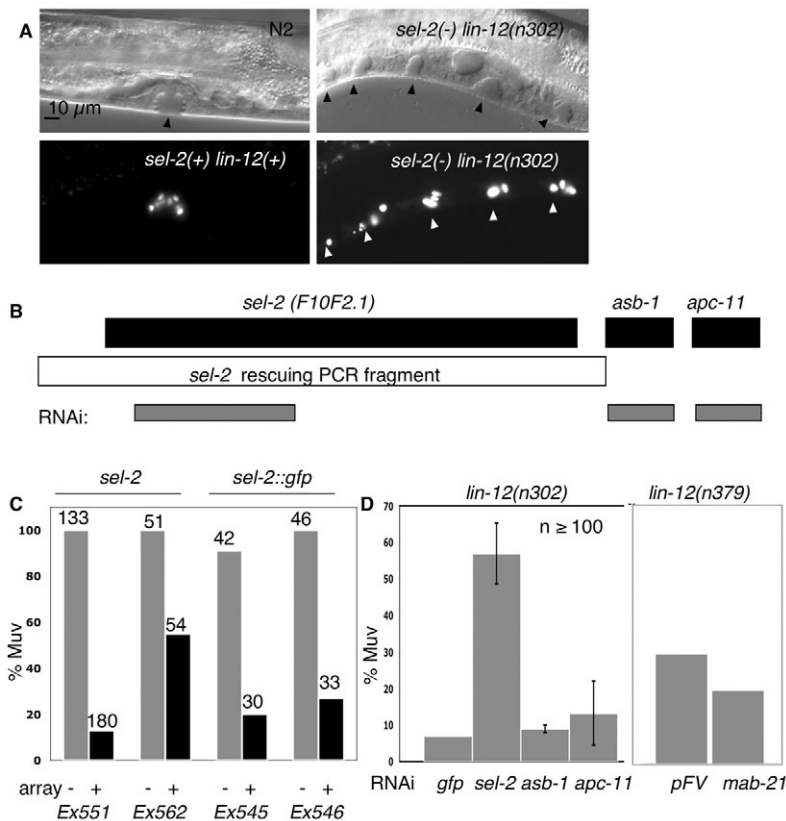 A
N2
sel-2(-) lin-12(n302)
10 µm
sel-2(+) lin-12(+)
sel-2(-) lin-12(n302)
B
sel-2 (F10F2.1)
asb-1
apc-11
sel-2 rescuing PCR fragment
RNAi:
C
sel-2
sel-2::gfp
% Muv
100
80
60
40
20
0
133
180
51
54
42
30
46
33
array - + - + - + - +
Ex551 Ex562 Ex545 Ex546
D
lin-12(n302)
lin-12(n379)
n ≥ 100
% Muv
70
60
50
40
30
20
10
0
RNAi gfp sel-2 asb-1 apc-11 pFV mab-21